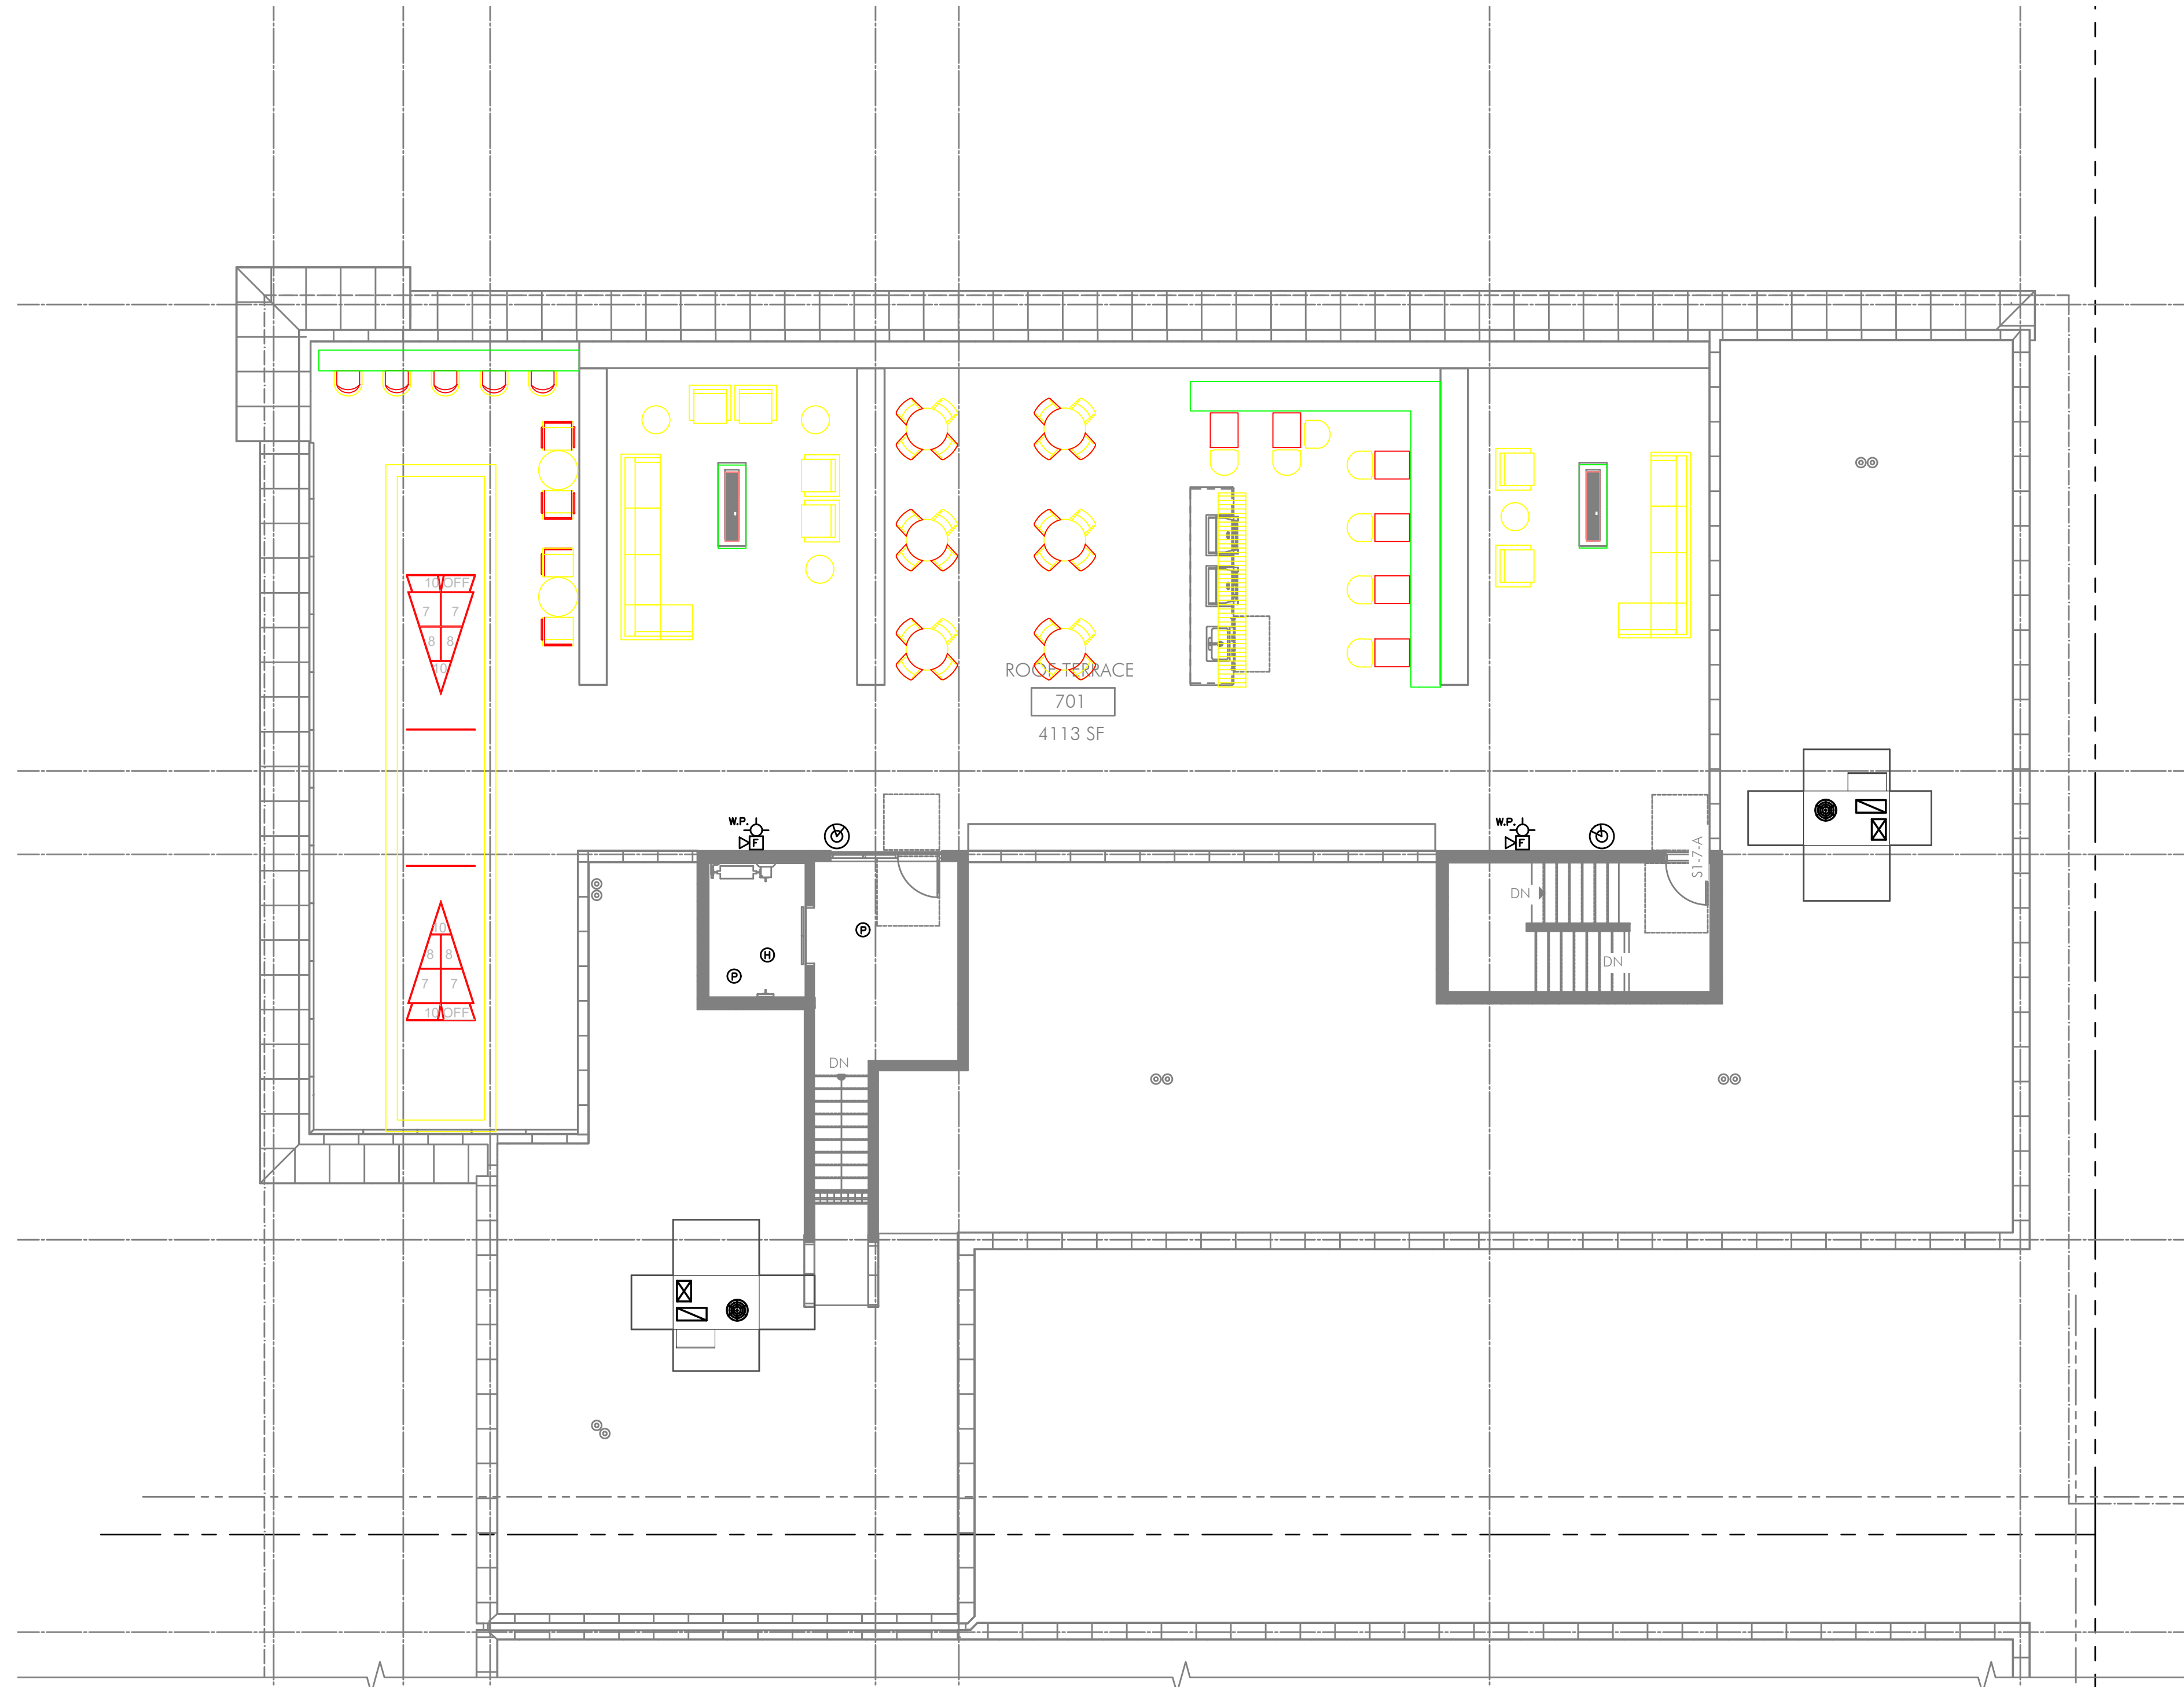 10 OFF
7 7
8 8
10
ROOF TERRACE
701
4113 SF
W.P.
F
W.P.
F
S1-7-A
DN
DN
10
8 8
7 7
10 OFF
P
H
P
DN